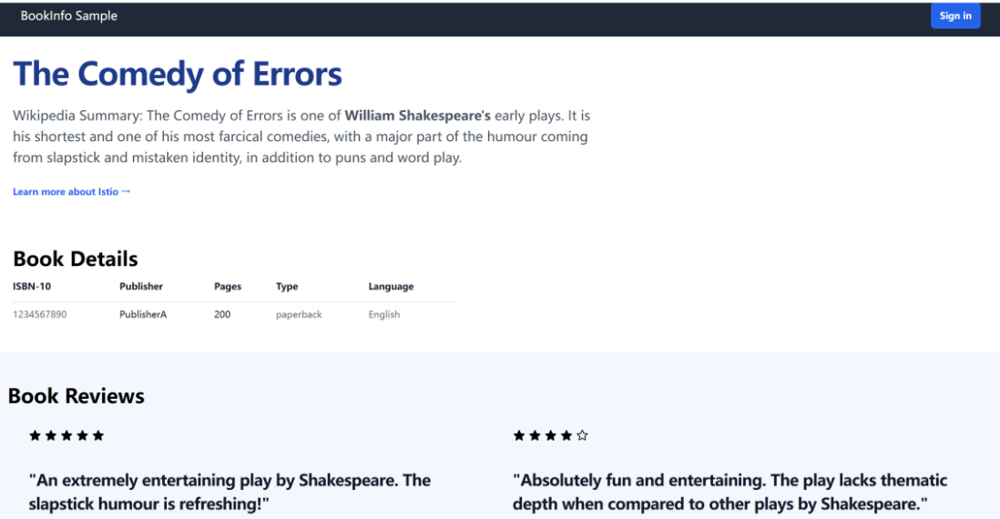 BookInfo Sample
Sign in
The Comedy of Errors
Wikipedia Summary: The Comedy of Errors is one of William Shakespeare's early plays. It is
his shortest and one of his most farcical comedies, with a major part of the humour coming
from slapstick and mistaken identity, in addition to puns and word play.
Learn more about Istio →
Book Details
ISBN-10 Publisher Pages Type Language
1234567890 PublisherA 200 paperback English
Book Reviews
"An extremely entertaining play by Shakespeare. The
slapstick humour is refreshing!"
"Absolutely fun and entertaining. The play lacks thematic
depth when compared to other plays by Shakespeare."